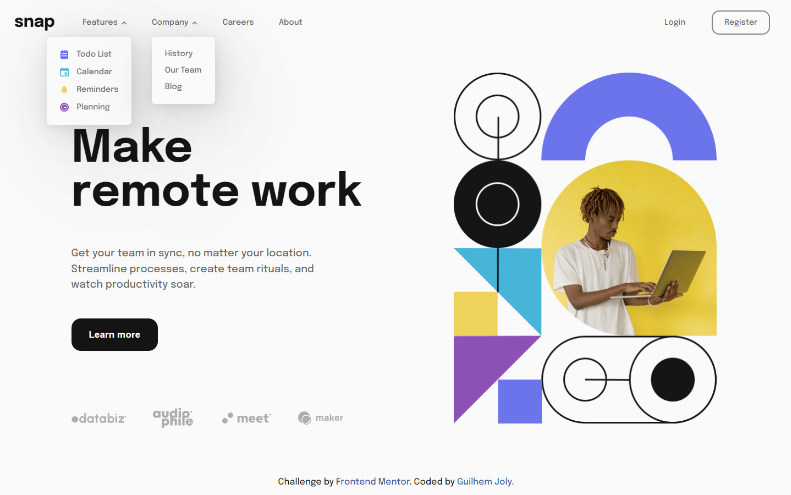 snap
Features
Company
Careers
About
Login
Register
Todo List
Calendar
Reminders
Planning
History
Our Team
Blog
Make
remote work
Get your team in sync, no matter your location.
Streamline processes, create team rituals, and
watch productivity soar.
Learn more
databiz
audio
phile
meet
maker
Challenge by Frontend Mentor. Coded by Guilhem Joly.